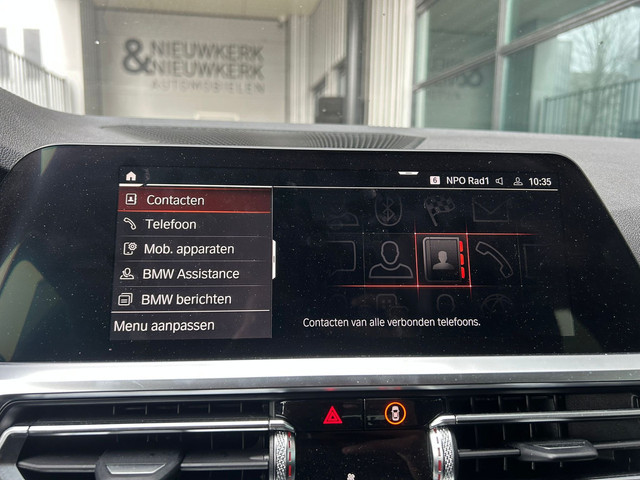 NIEUWKERK
&NIEUWKERK
AUTOMOBIELEN
&
6 NPO Rad1 10:35
Contacten
Telefoon
Mob. apparaten
BMW Assistance
BMW berichten
Menu aanpassen
Contacten van alle verbonden telefoons.